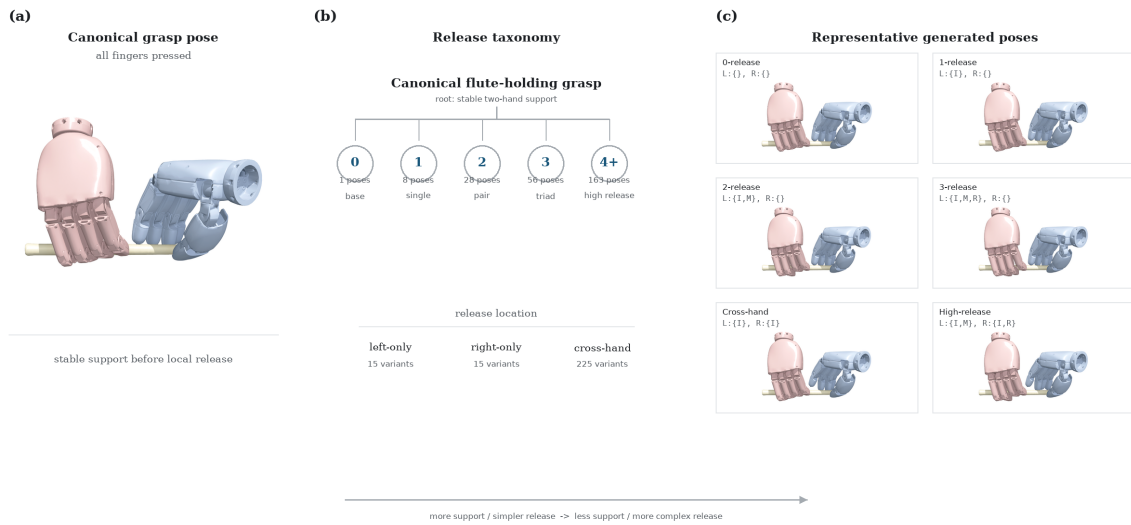 (a)
Canonical grasp pose
all fingers pressed
stable support before local release
(b)
Release taxonomy
Canonical flute-holding grasp
root: stable two-hand support
0 1 2 3 4+
1 poses 8 poses 28 poses 56 poses 163 poses
base single pair triad high release
release location
left-only right-only cross-hand
15 variants 15 variants 225 variants
(c)
Representative generated poses
0-release
L:{}, R:{}
1-release
L:{I}, R:{}
2-release
L:{I,M}, R:{}
3-release
L:{I,M,R}, R:{}
Cross-hand
L:{I}, R:{I}
High-release
L:{I,M}, R:{I,R}
more support / simpler release -> less support / more complex release